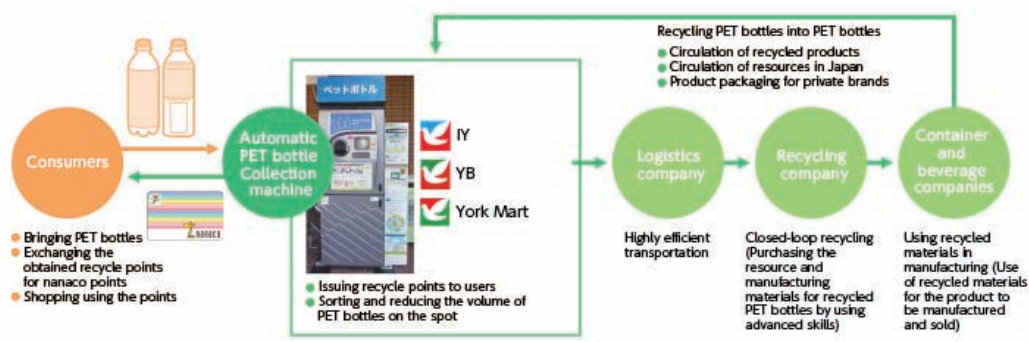 Recycling PET bottles into PET bottles
Circulation of recycled products
Circulation of resources in Japan
Product packaging for private brands
Consumers
Automatic
PET bottle
Collection
machine
ペットボトル
IY
YB
York Mart
Logistics
company
Recycling
company
Container
and
beverage
companies
nanaco
Bringing PET bottles
Exchanging the
obtained recycle points
for nanaco points
Shopping using the points
Issuing recycle points to users
Sorting and reducing the volume of
PET bottles on the spot
Highly efficient
transportation
Closed-loop recycling
(Purchasing the
resource and
manufacturing
materials for recycled
PET bottles by using
advanced skills)
Using recycled
materials in
manufacturing (Use
of recycled materials
for the product to
be manufactured
and sold)